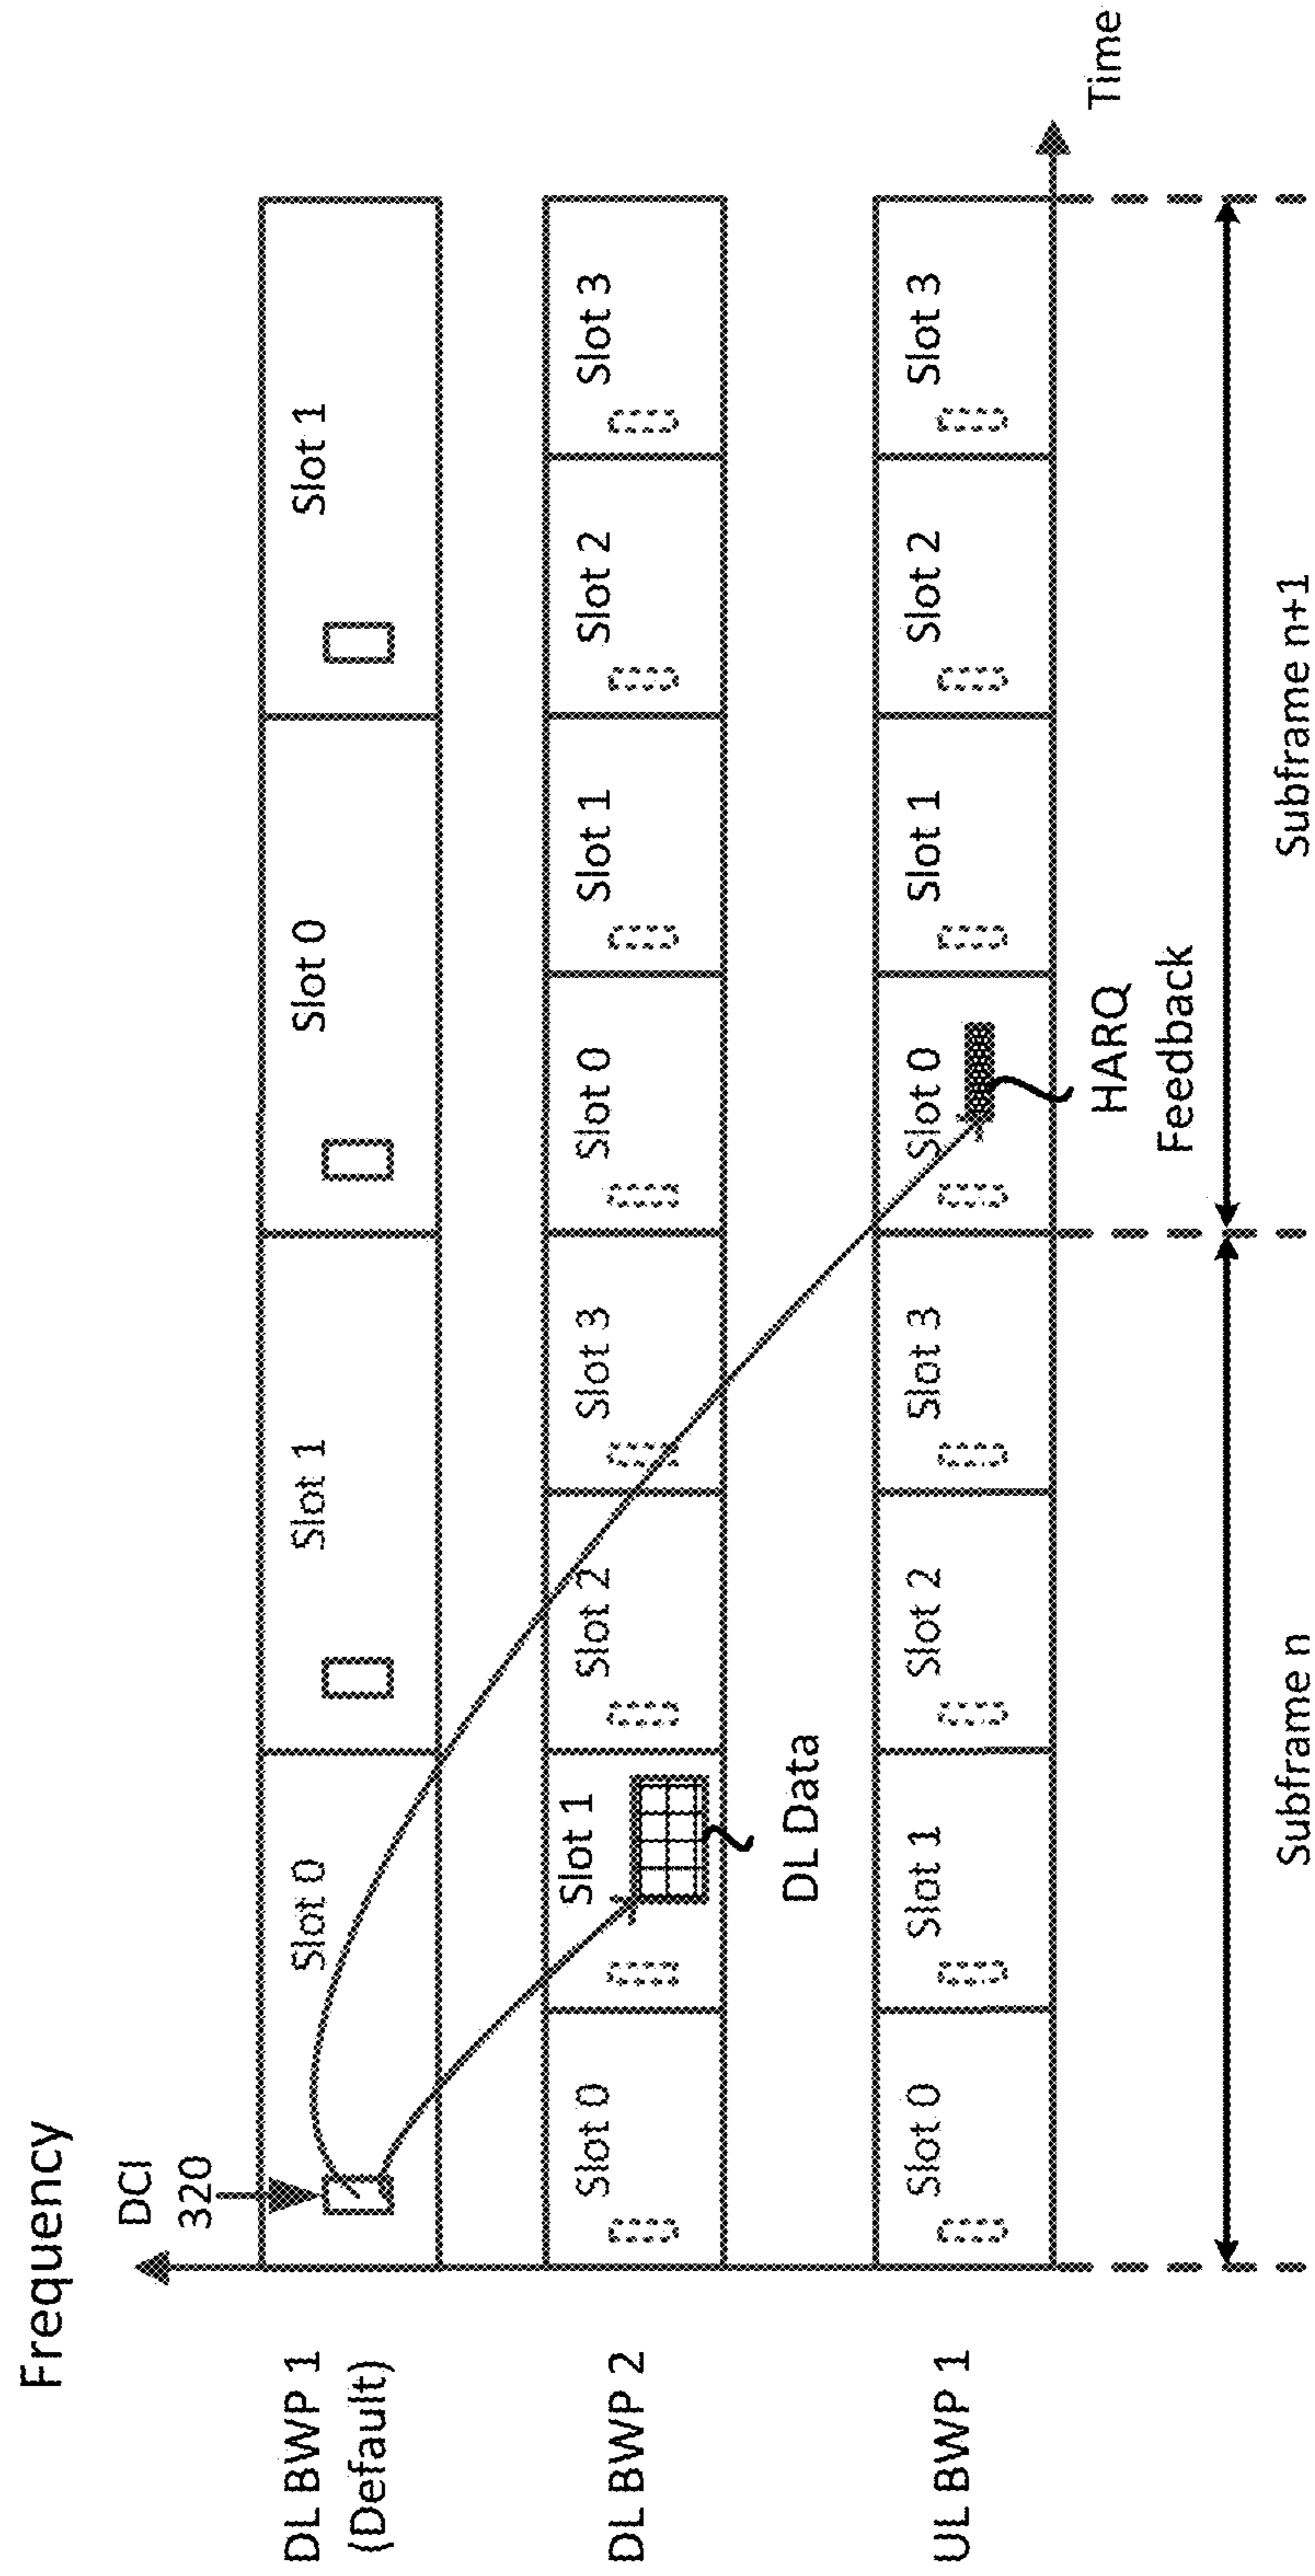 Frequency
DCI
320
DL BWP 1
(Default)
Slot 0
Slot 1
Slot 0
Slot 1
DL BWP 2
Slot 0
Slot 1
Slot 2
Slot 3
Slot 0
Slot 1
Slot 2
Slot 3
DL Data
UL BWP 1
Slot 0
Slot 1
Slot 2
Slot 3
Slot 0
Slot 1
Slot 2
Slot 3
HARQ
Feedback
Time
Subframe n
Subframe n+1